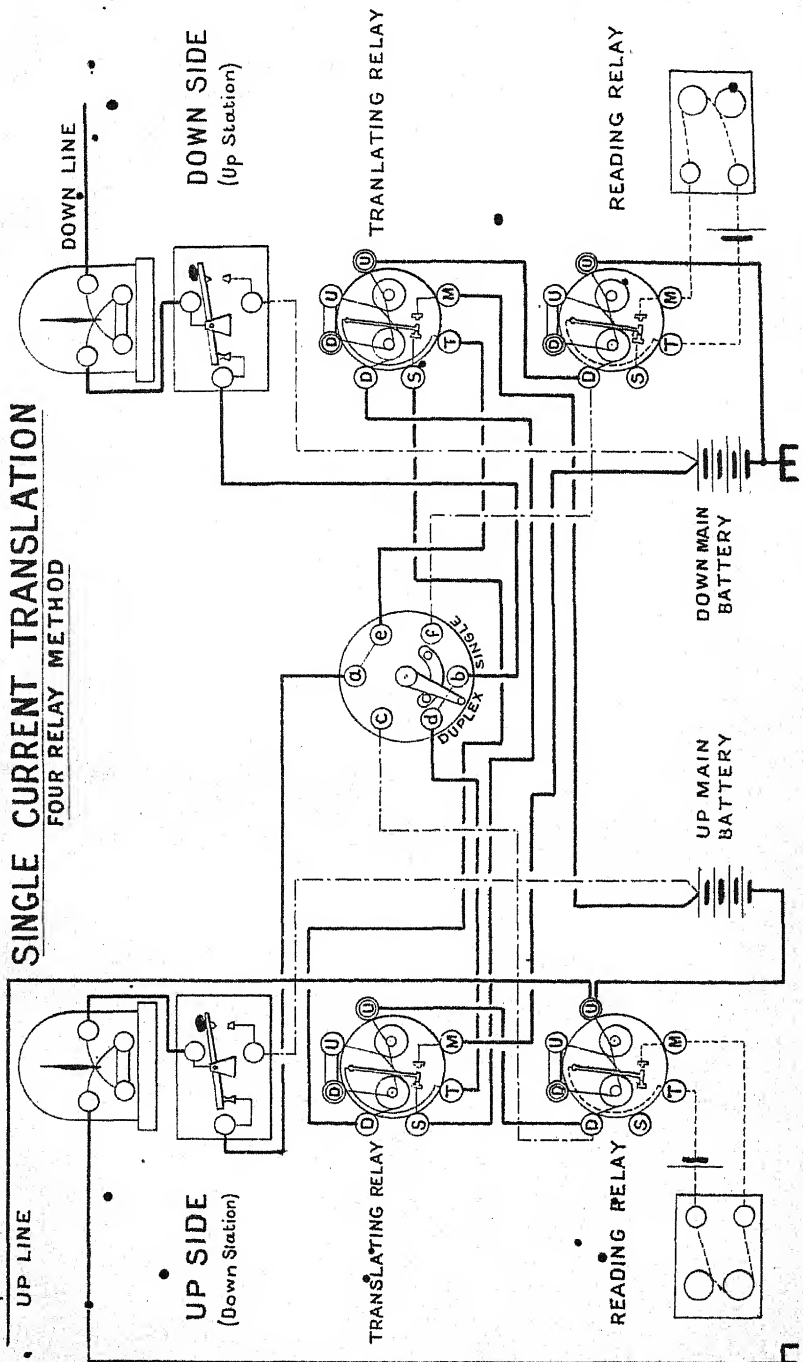 SINGLE CURRENT TRANSLATION
FOUR RELAY METHOD
UP LINE
UP SIDE
(Down Station)
TRANSLATING RELAY
D
U
U
D
S
T
M
READING RELAY
D
U
U
D
S
T
M
UP MAIN
BATTERY
a
c
e
d
f
b
DUPLEX
SINGLE
DOWN MAIN
BATTERY
DOWN LINE
DOWN SIDE
(Up Station)
TRANLATING RELAY
D
U
U
D
S
T
M
READING RELAY
D
U
U
D
S
T
M